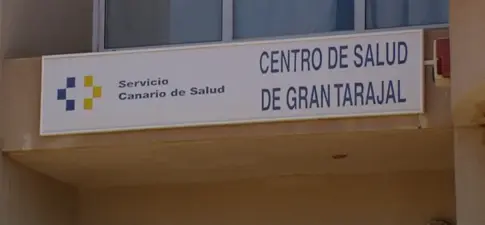 Servicio
Canario de Salud
CENTRO DE SALUD
DE GRAN TARAJAL